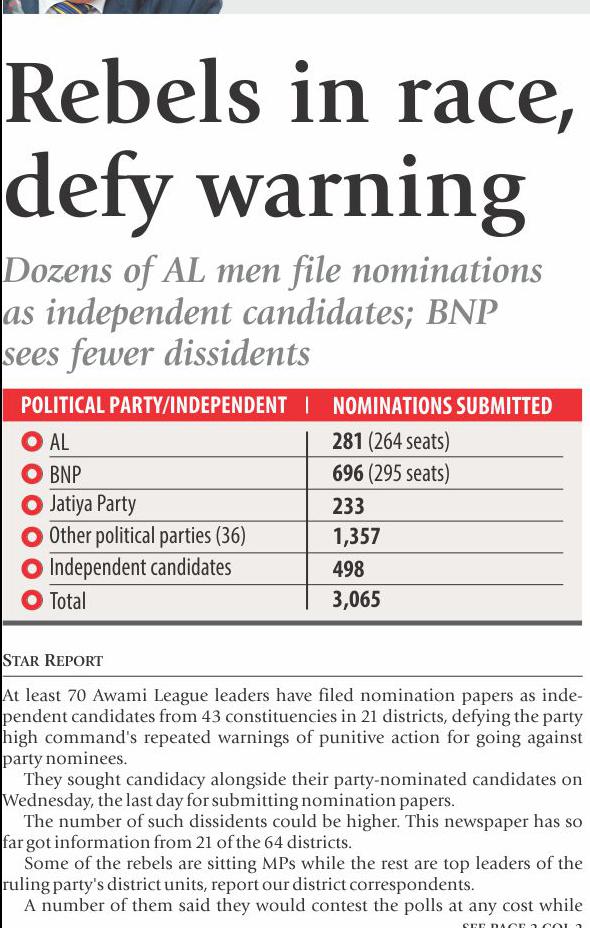 Rebels in race,
defy warning
Dozens of AL men file nominations
as independent candidates; BNP
sees fewer dissidents
POLITICAL PARTY/INDEPENDENT | NOMINATIONS SUBMITTED
AL 281 (264 seats)
BNP 696 (295 seats)
Jatiya Party 233
Other political parties (36) 1,357
Independent candidates 498
Total 3,065
STAR REPORT
At least 70 Awami League leaders have filed nomination papers as inde-
pendent candidates from 43 constituencies in 21 districts, defying the party
high command's repeated warnings of punitive action for going against
party nominees.
They sought candidacy alongside their party-nominated candidates on
Wednesday, the last day for submitting nomination papers.
The number of such dissidents could be higher. This newspaper has so
far got information from 21 of the 64 districts.
Some of the rebels are sitting MPs while the rest are top leaders of the
ruling party's district units, report our district correspondents.
A number of them said they would contest the polls at any cost while
SEE PAGE 2 COL 2